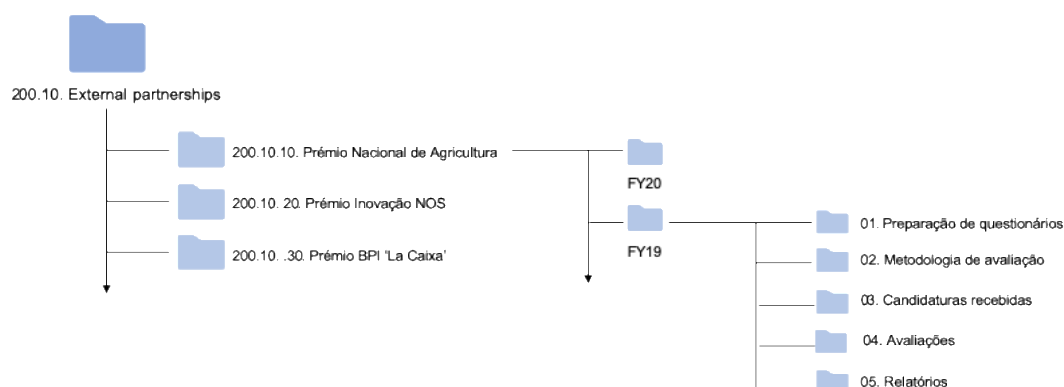 200.10. External partnerships
200.10.10. Prémio Nacional de Agricultura
200.10. 20. Prémio Inovação NOS
200.10. .30. Prémio BPI 'La Caixa'
FY20
FY19
01. Preparação de questionários
02. Metodologia de avaliação
03. Candidaturas recebidas
04. Avaliações
05. Relatórios